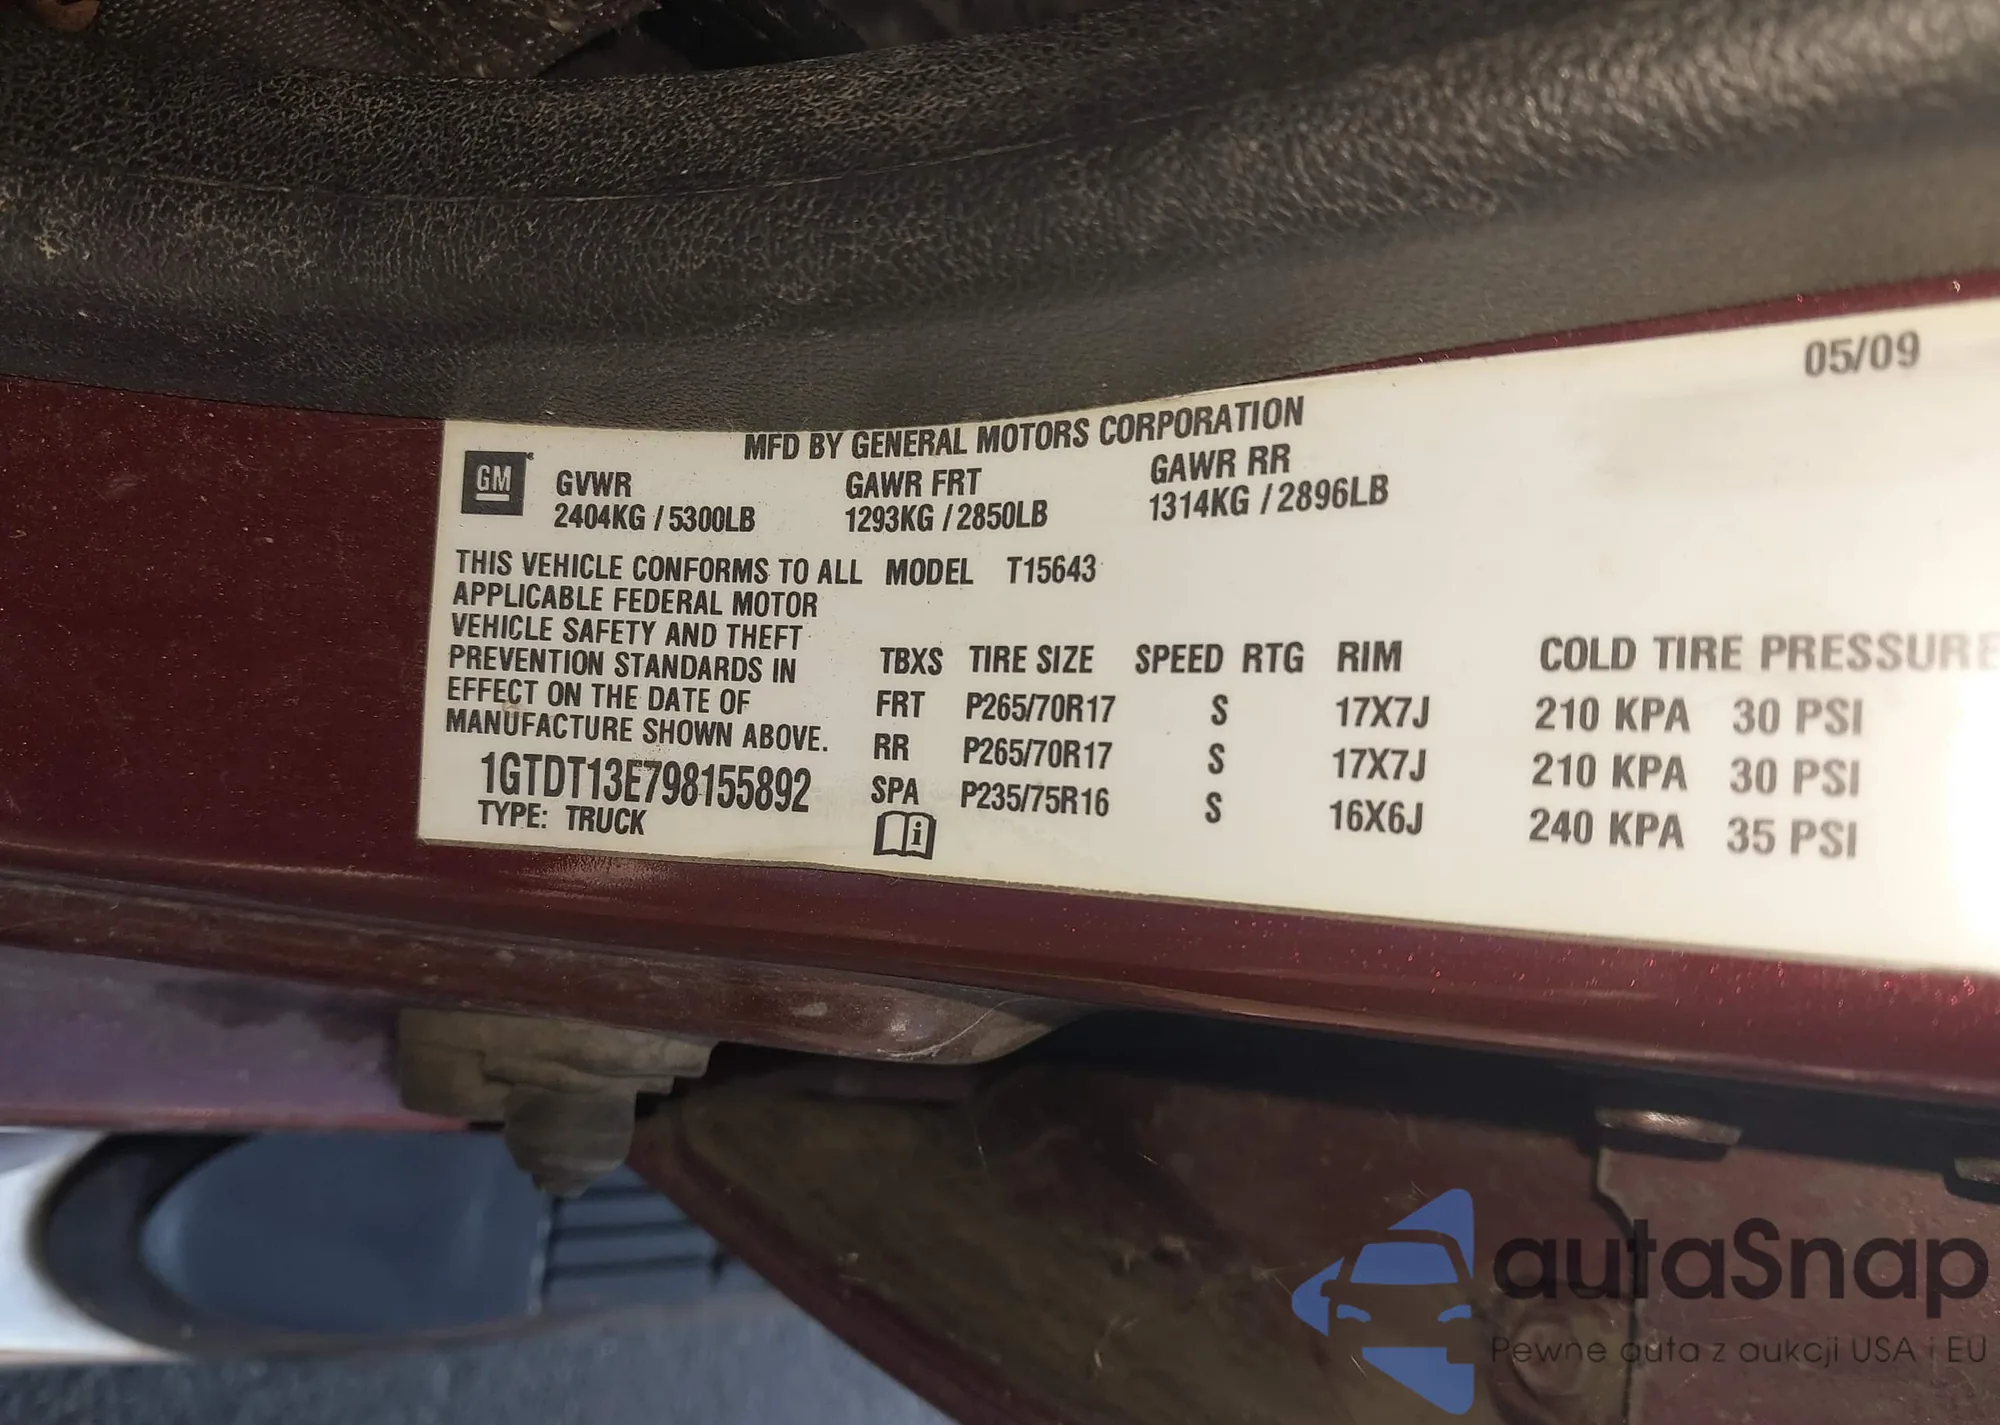 05/09
MFD BY GENERAL MOTORS CORPORATION
GM
GVWR GAWR FRT GAWR RR
2404KG / 5300LB 1293KG / 2850LB 1314KG / 2896LB
THIS VEHICLE CONFORMS TO ALL MODEL T15643
APPLICABLE FEDERAL MOTOR
VEHICLE SAFETY AND THEFT
PREVENTION STANDARDS IN
EFFECT ON THE DATE OF
MANUFACTURE SHOWN ABOVE.
1GTDT13E798155892
TYPE: TRUCK
TBXS TIRE SIZE SPEED RTG RIM COLD TIRE PRESSURE
FRT P265/70R17 S 17X7J 210 KPA 30 PSI
RR P265/70R17 S 17X7J 210 KPA 30 PSI
SPA P235/75R16 S 16X6J 240 KPA 35 PSI
autaSnap
Pewne auta z aukcji USA i EU